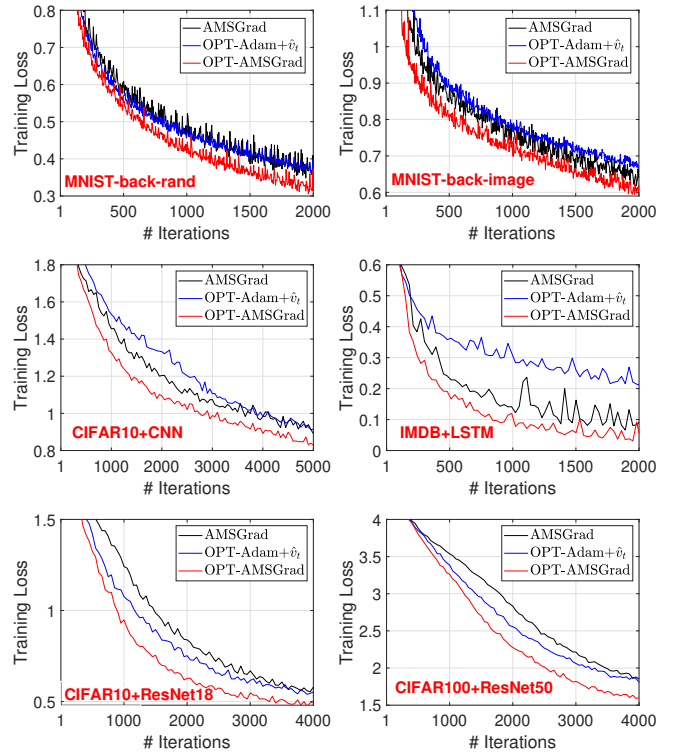 0.8
0.7
0.6
0.5
0.4
0.3
Training Loss
AMSGrad
OPT-Adam+v̂ₜ
OPT-AMSGrad
MNIST-back-rand
1 500 1000 1500 2000
# Iterations
1.1
1
0.9
0.8
0.7
0.6
Training Loss
AMSGrad
OPT-Adam+v̂ₜ
OPT-AMSGrad
MNIST-back-image
1 500 1000 1500 2000
# Iterations
1.8
1.6
1.4
1.2
1
0.8
Training Loss
AMSGrad
OPT-Adam+v̂ₜ
OPT-AMSGrad
CIFAR10+CNN
1 1000 2000 3000 4000 5000
# Iterations
0.6
0.5
0.4
0.3
0.2
0.1
0
Training Loss
AMSGrad
OPT-Adam+v̂ₜ
OPT-AMSGrad
IMDB+LSTM
1 500 1000 1500 2000
# Iterations
1.5
1
0.5
Training Loss
AMSGrad
OPT-Adam+v̂ₜ
OPT-AMSGrad
CIFAR10+ResNet18
1 1000 2000 3000 4000
# Iterations
4
3.5
3
2.5
2
1.5
1
Training Loss
AMSGrad
OPT-Adam+v̂ₜ
OPT-AMSGrad
CIFAR100+ResNet50
1 1000 2000 3000 4000
# Iterations